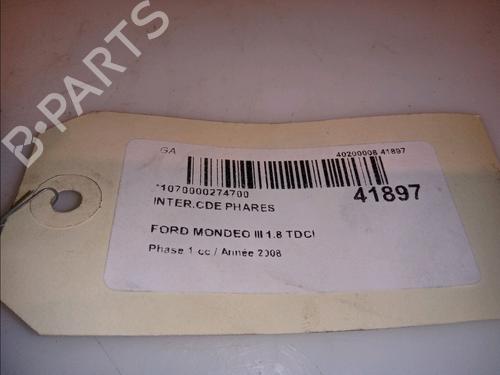 B-PARTS
GA 40200008 41897
*1070000274700
41897
INTER.CDE PHARES
FORD MONDEO III 1.8 TDCI
Phase 1 cc / Année 2008